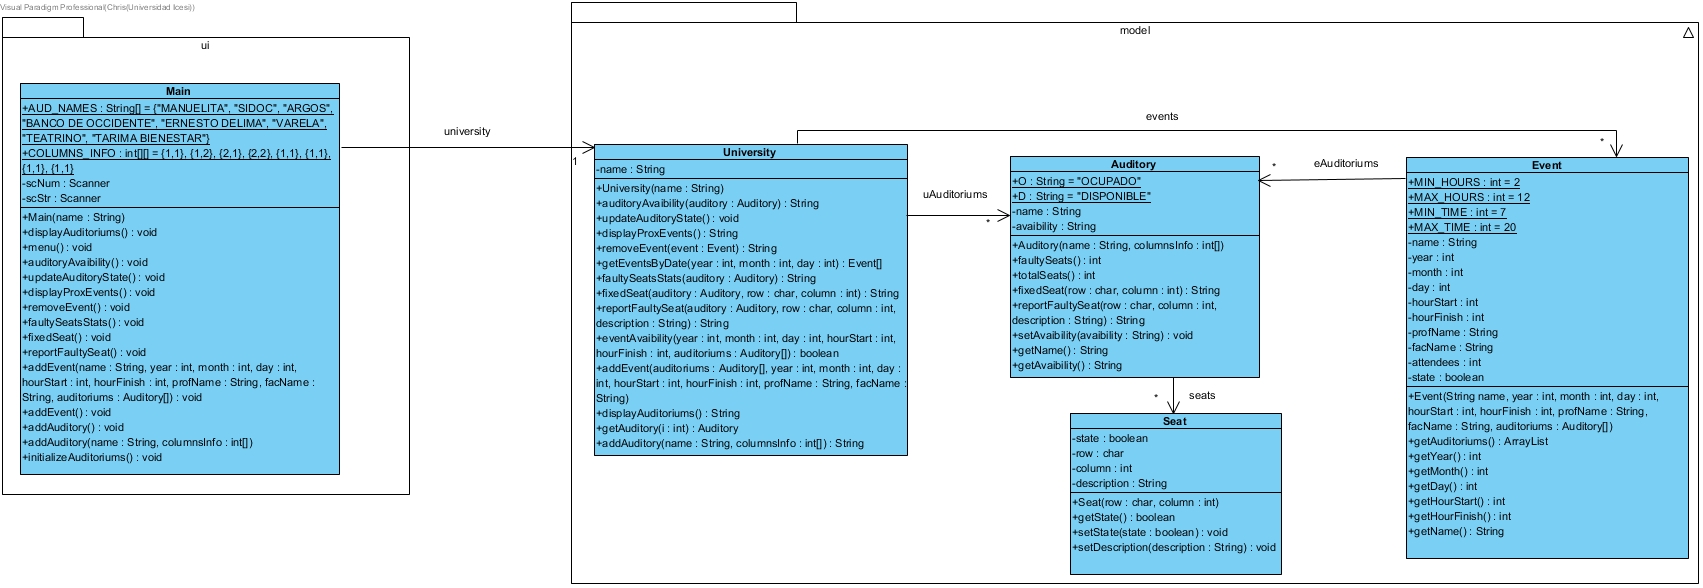 Visual Paradigm Professional(Chris(Universidad Icesi))
ui
Main
+AUD_NAMES : String[] = {"MANUELITA", "SIDOC", "ARGOS",
"BANCO DE OCCIDENTE", "ERNESTO DELIMA", "VARELA",
"TEATRINO", "TARIMA BIENESTAR"}
+COLUMNS_INFO : int[][] = {1,1}, {1,2}, {2,1}, {2,2}, {1,1}, {1,1},
{1,1}, {1,1}
-scNum : Scanner
-scStr : Scanner
+Main(name : String)
+displayAuditoriums() : void
+menu() : void
+auditoryAvaibility() : void
+updateAuditoryState() : void
+displayProxEvents() : void
+removeEvent() : void
+faultySeatsStats() : void
+fixedSeat() : void
+reportFaultySeat() : void
+addEvent(name : String, year : int, month : int, day : int,
hourStart : int, hourFinish : int, profName : String, facName :
String, auditoriums : Auditory[]) : void
+addEvent() : void
+addAuditory() : void
+addAuditory(name : String, columnsInfo : int[])
+initializeAuditoriums() : void
university
1
model
University
-name : String
+University(name : String)
+auditoryAvaibility(auditory : Auditory) : String
+updateAuditoryState() : void
+displayProxEvents() : String
+removeEvent(event : Event) : String
+getEventsByDate(year : int, month : int, day : int) : Event[]
+faultySeatsStats(auditory : Auditory) : String
+fixedSeat(auditory : Auditory, row : char, column : int) : String
+reportFaultySeat(auditory : Auditory, row : char, column : int,
description : String) : String
+eventAvaibility(year : int, month : int, day : int, hourStart : int,
hourFinish : int, auditoriums : Auditory[]) : boolean
+addEvent(auditoriums : Auditory[], year : int, month : int, day :
int, hourStart : int, hourFinish : int, profName : String, facName :
String)
+displayAuditoriums() : String
+getAuditory(i : int) : Auditory
+addAuditory(name : String, columnsInfo : int[]) : String
events
*
uAuditoriums
*
Auditory
+O : String = "OCUPADO"
+D : String = "DISPONIBLE"
-name : String
-avaibility : String
+Auditory(name : String, columnsInfo : int[])
+faultySeats() : int
+totalSeats() : int
+fixedSeat(row : char, column : int) : String
+reportFaultySeat(row : char, column : int,
description : String) : String
+setAvaibility(avaibility : String) : void
+getName() : String
+getAvaibility() : String
* eAuditoriums
* seats
Seat
-state : boolean
-row : char
-column : int
-description : String
+Seat(row : char, column : int)
+getState() : boolean
+setState(state : boolean) : void
+setDescription(description : String) : void
Event
+MIN_HOURS : int = 2
+MAX_HOURS : int = 12
+MIN_TIME : int = 7
+MAX_TIME : int = 20
-name : String
-year : int
-month : int
-day : int
-hourStart : int
-hourFinish : int
-profName : String
-facName : String
-attendees : int
-state : boolean
+Event(String name, year : int, month : int, day : int,
hourStart : int, hourFinish : int, profName : String,
facName : String, auditoriums : Auditory[])
+getAuditoriums() : ArrayList
+getYear() : int
+getMonth() : int
+getDay() : int
+getHourStart() : int
+getHourFinish() : int
+getName() : String